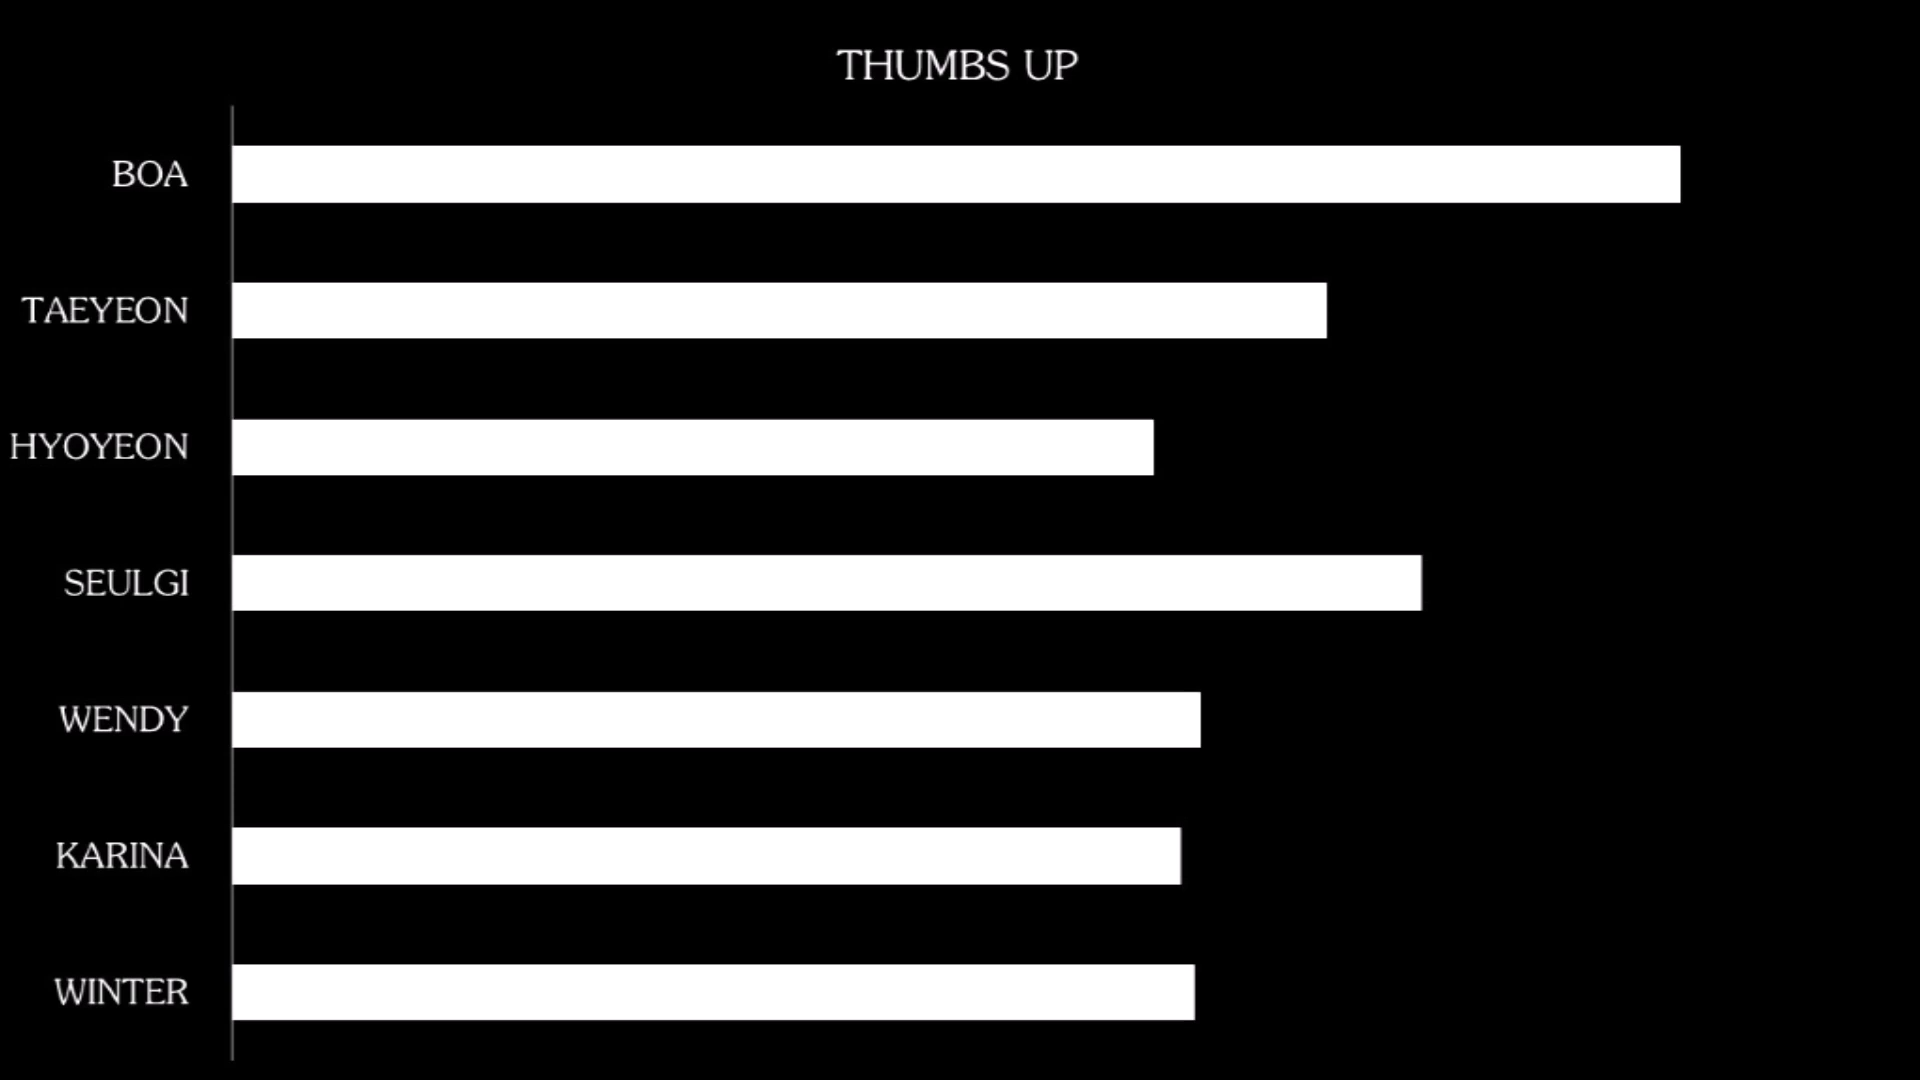 THUMBS UP
BOA
TAEYEON
HYOYEON
SEULGI
WENDY
KARINA
WINTER